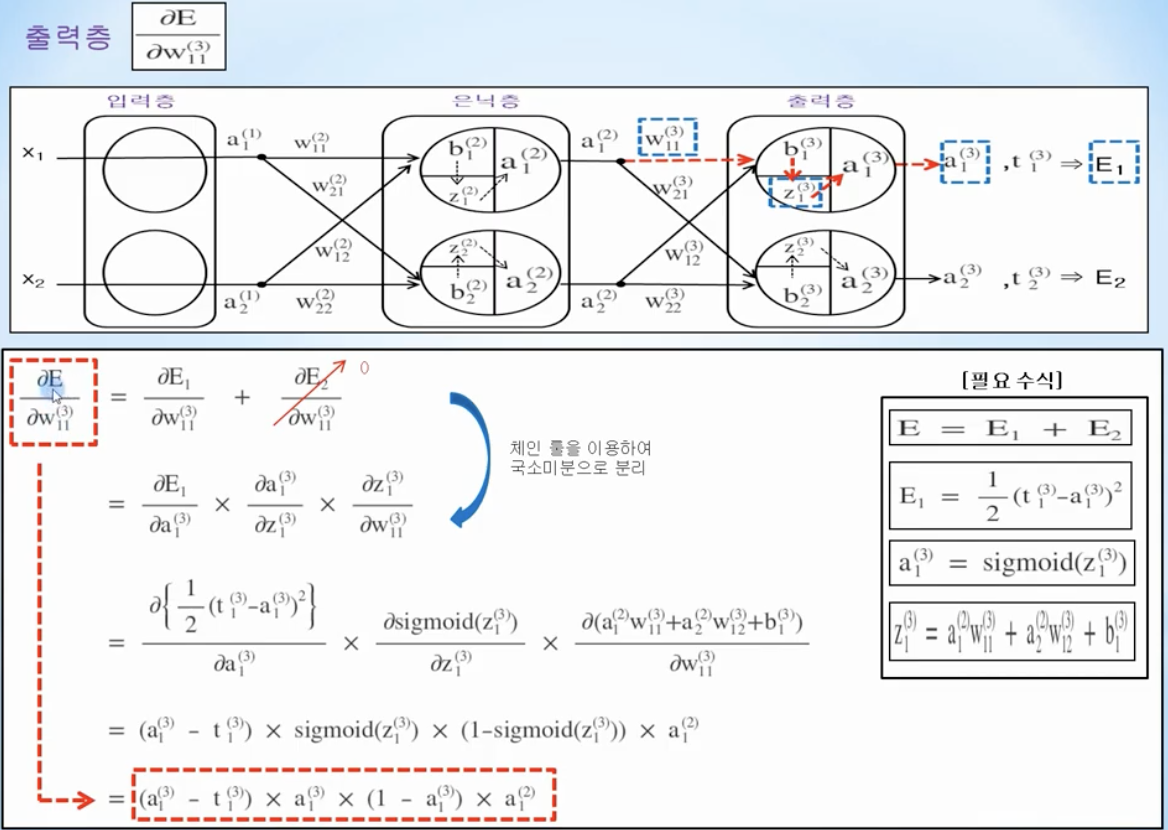 출력층 ∂E/∂w₁₁⁽³⁾
입력층 은닉층 출력층
x₁ a₁⁽¹⁾ w₁₁⁽²⁾ b₁⁽²⁾ z₁⁽²⁾ a₁⁽²⁾ a₁⁽²⁾ w₁₁⁽³⁾ b₁⁽³⁾ z₁⁽³⁾ a₁⁽³⁾ a₁⁽³⁾ ,t₁⁽³⁾ ⇒ E₁
w₂₁⁽²⁾ w₂₁⁽³⁾
w₁₂⁽²⁾ w₁₂⁽³⁾
x₂ a₂⁽¹⁾ w₂₂⁽²⁾ z₂⁽²⁾ b₂⁽²⁾ a₂⁽²⁾ a₂⁽²⁾ w₂₂⁽³⁾ z₂⁽³⁾ b₂⁽³⁾ a₂⁽³⁾ a₂⁽³⁾ ,t₂⁽³⁾ ⇒ E₂
∂E/∂w₁₁⁽³⁾ = ∂E₁/∂w₁₁⁽³⁾ + ∂E₂/∂w₁₁⁽³⁾ 0
체인 룰을 이용하여
국소미분으로 분리
= ∂E₁/∂a₁⁽³⁾ × ∂a₁⁽³⁾/∂z₁⁽³⁾ × ∂z₁⁽³⁾/∂w₁₁⁽³⁾
= ∂{1/2(t₁⁽³⁾-a₁⁽³⁾)²}/∂a₁⁽³⁾ × ∂sigmoid(z₁⁽³⁾)/∂z₁⁽³⁾ × ∂(a₁⁽²⁾w₁₁⁽³⁾+a₂⁽²⁾w₁₂⁽³⁾+b₁⁽³⁾)/∂w₁₁⁽³⁾
= (a₁⁽³⁾ - t₁⁽³⁾) × sigmoid(z₁⁽³⁾) × (1-sigmoid(z₁⁽³⁾)) × a₁⁽²⁾
= (a₁⁽³⁾ - t₁⁽³⁾) × a₁⁽³⁾ × (1 - a₁⁽³⁾) × a₁⁽²⁾
[필요 수식]
E = E₁ + E₂
E₁ = 1/2 (t₁⁽³⁾-a₁⁽³⁾)²
a₁⁽³⁾ = sigmoid(z₁⁽³⁾)
z₁⁽³⁾ = a₁⁽²⁾w₁₁⁽³⁾ + a₂⁽²⁾w₁₂⁽³⁾ + b₁⁽³⁾